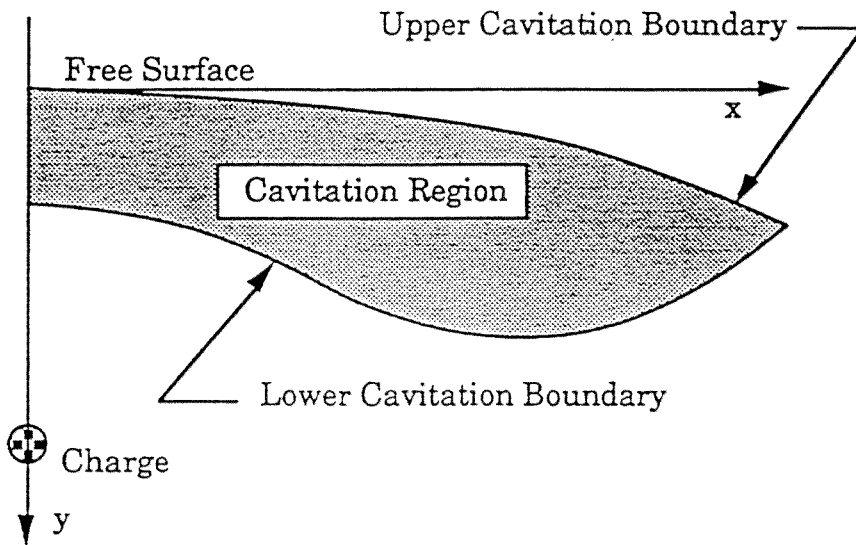 Upper Cavitation Boundary
Free Surface
x
Cavitation Region
Lower Cavitation Boundary
Charge
y